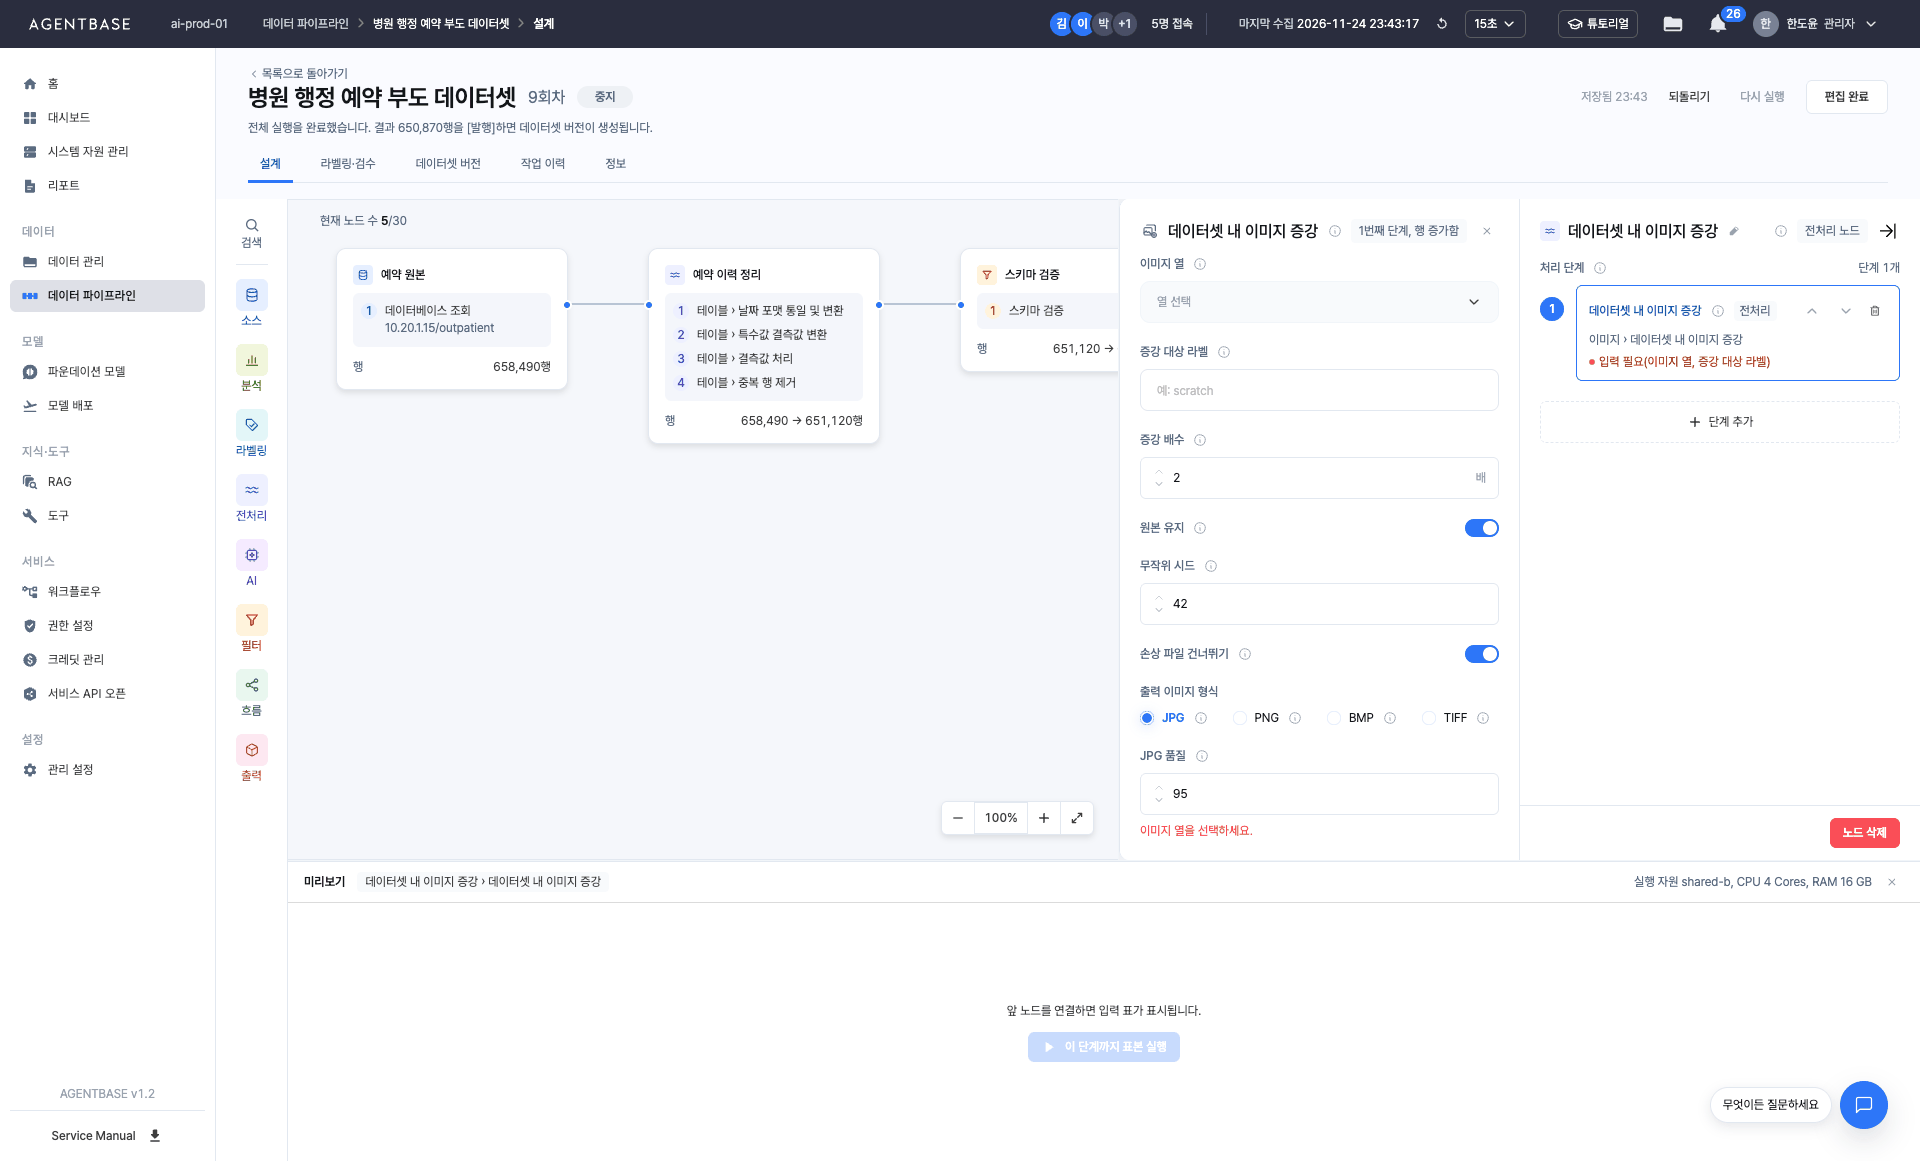 AGENTBASE
ai-prod-01
데이터 파이프라인 > 병원 행정 예약 부도 데이터셋 > 설계
김 이 박 +1
5명 접속
마지막 수집 2026-11-24 23:43:17
15초
튜토리얼
26
한 한도윤 관리자
홈
대시보드
시스템 자원 관리
리포트
데이터
데이터 관리
데이터 파이프라인
모델
파운데이션 모델
모델 배포
지식·도구
RAG
도구
서비스
워크플로우
권한 설정
크레딧 관리
서비스 API 오픈
설정
관리 설정
AGENTBASE v1.2
Service Manual
목록으로 돌아가기
병원 행정 예약 부도 데이터셋 9회차 중지
전체 실행을 완료했습니다. 결과 650,870행을 [발행]하면 데이터셋 버전이 생성됩니다.
저장됨 23:43
되돌리기
다시 실행
편집 완료
설계
라벨링·검수
데이터셋 버전
작업 이력
정보
검색
소스
분석
라벨링
전처리
AI
필터
흐름
출력
현재 노드 수 5/30
예약 원본
1 데이터베이스 조회
10.20.1.15/outpatient
행 658,490행
예약 이력 정리
1 테이블 › 날짜 포맷 통일 및 변환
2 테이블 › 특수값 결측값 변환
3 테이블 › 결측값 처리
4 테이블 › 중복 행 제거
행 658,490 → 651,120행
스키마 검증
1 스키마 검증
행 651,120 →
100%
데이터셋 내 이미지 증강
1번째 단계, 행 증가함
이미지 열
열 선택
증강 대상 라벨
예: scratch
증강 배수
2 배
원본 유지
무작위 시드
42
손상 파일 건너뛰기
출력 이미지 형식
JPG PNG BMP TIFF
JPG 품질
95
이미지 열을 선택하세요.
데이터셋 내 이미지 증강
전처리 노드
처리 단계
단계 1개
1
데이터셋 내 이미지 증강 전처리
이미지 › 데이터셋 내 이미지 증강
입력 필요(이미지 열, 증강 대상 라벨)
단계 추가
노드 삭제
미리보기
데이터셋 내 이미지 증강 › 데이터셋 내 이미지 증강
실행 자원 shared-b, CPU 4 Cores, RAM 16 GB
앞 노드를 연결하면 입력 표가 표시됩니다.
이 단계까지 표본 실행
무엇이든 질문하세요